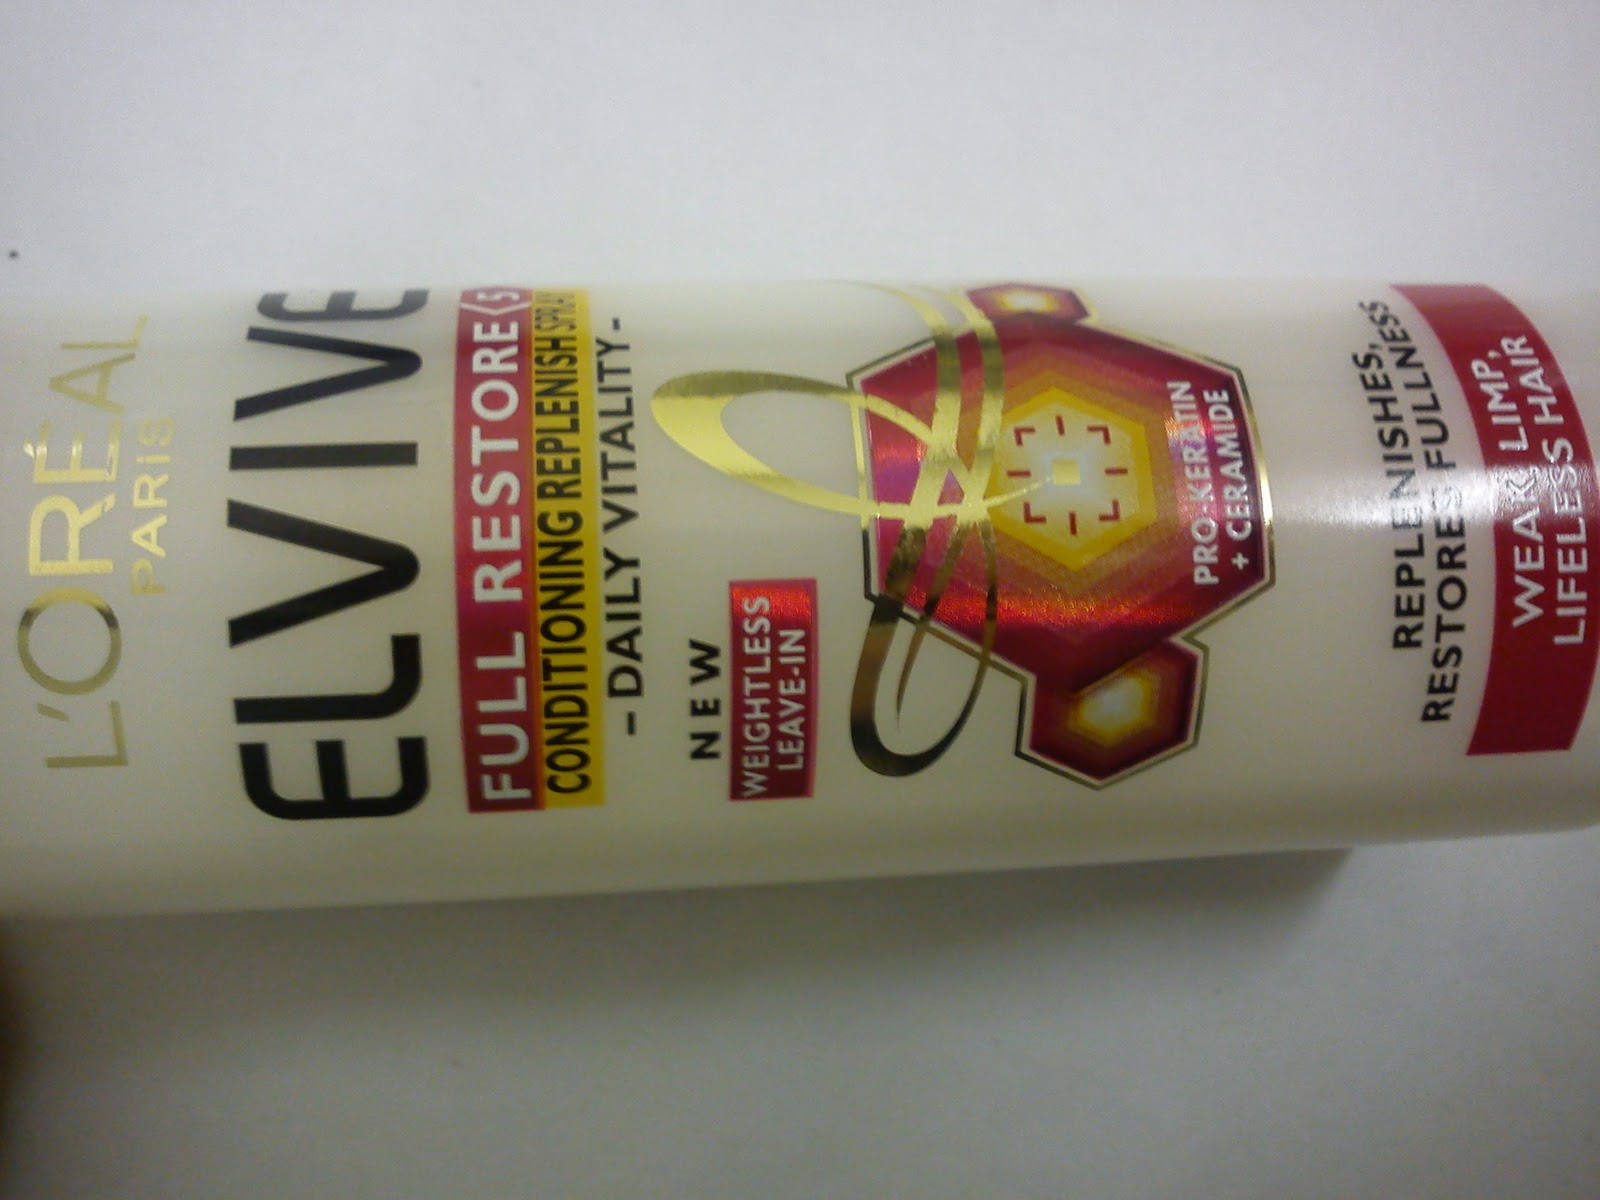 L'ORÉAL
PARIS
ELVIVE
FULL RESTORE <5
CONDITIONING REPLENISH SPRAY
- DAILY VITALITY -
NEW
WEIGHTLESS
LEAVE-IN
PRO-KERATIN
+ CERAMIDE
REPLENISHES,
RESTORES FULLNESS
WEAK, LIMP,
LIFELESS HAIR